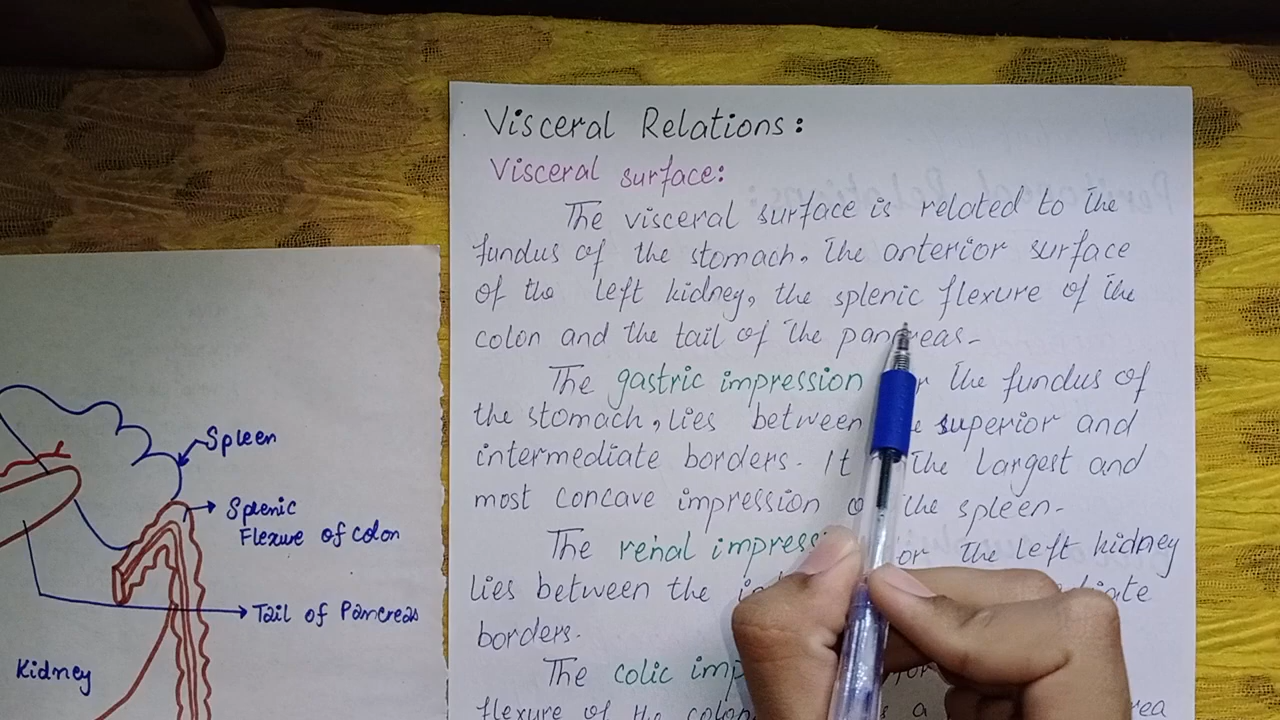 Visceral Relations:
Visceral surface:
The visceral surface is related to the
fundus of the stomach. The anterior surface
of the left kidney, the splenic flexure of the
colon and the tail of the pancreas.
The gastric impression the fundus of
the stomach, lies between superior and
intermediate borders. It the largest and
most concave impression the spleen.
The renal for the left kidney
lies between the
borders.
The colic
flexure of the colon a
Spleen
Splenic
Flexure of colon
Tail of Pancreas
Kidney